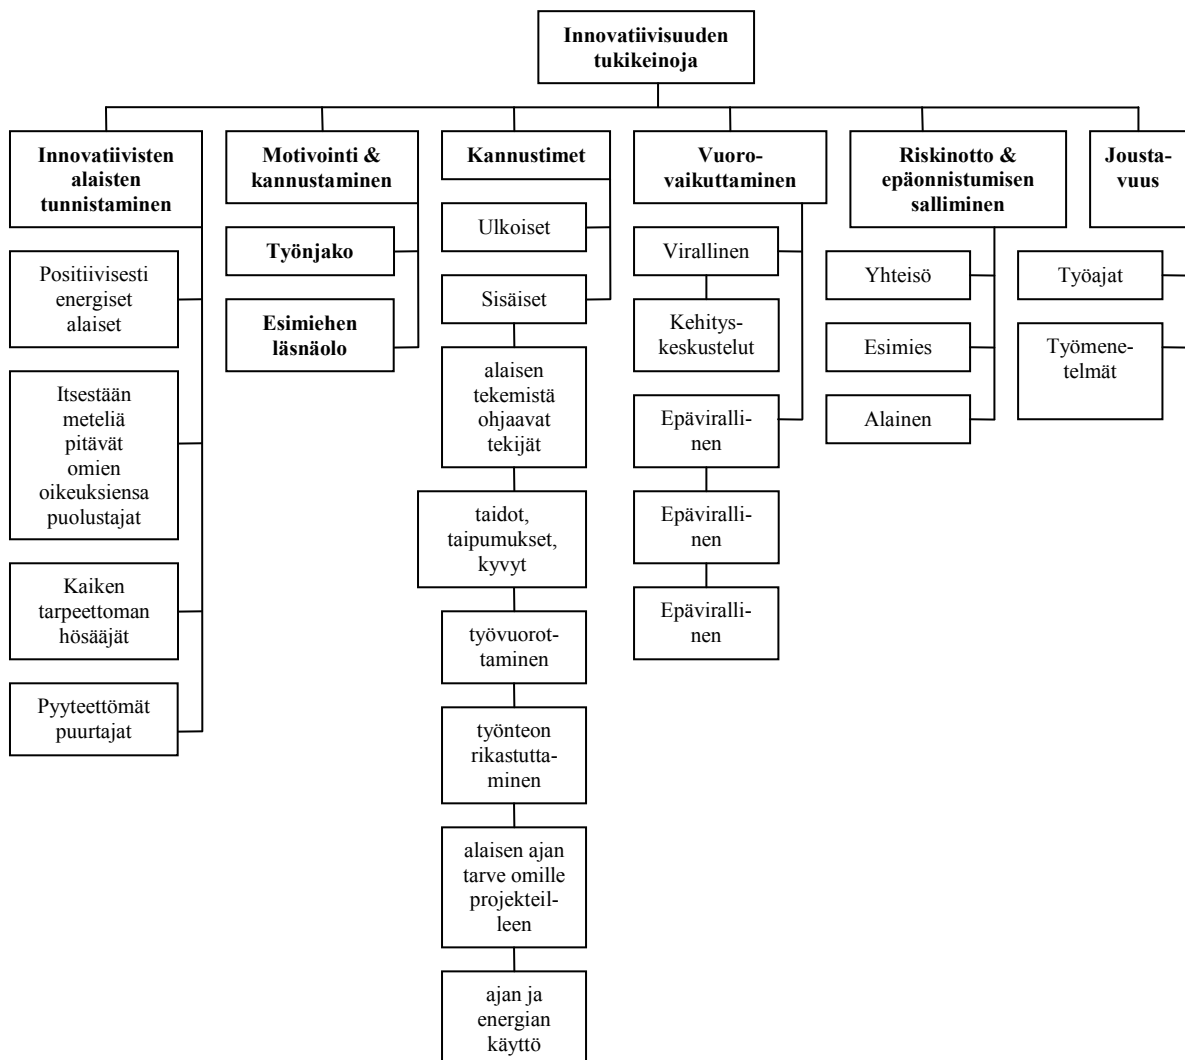 Innovatiivisuuden
tukikeinoja
Innovatiivisten
alaisten
tunnistaminen
Positiivisesti
energiset
alaiset
Itsestään
meteliä
pitävät
omien
oikeuksiensa
puolustajat
Kaiken
tarpeettoman
hösääjät
Pyyteettömät
puurtajat
Motivointi &
kannustaminen
Työnjako
Esimiehen
läsnäolo
Kannustimet
Ulkoiset
Sisäiset
alaisen
tekemistä
ohjaavat
tekijät
taidot,
taipumukset,
kyvyt
työvuorot-
taminen
työnteon
rikastutta-
minen
alaisen ajan
tarve omille
projekteil-
leen
ajan ja
energian
käyttö
Vuoro-
vaikuttaminen
Virallinen
Kehitys-
keskustelut
Epäviralli-
nen
Epäviralli-
nen
Epäviralli-
nen
Riskinotto &
epäonnistumisen
salliminen
Yhteisö
Esimies
Alainen
Jousta-
vuus
Työajat
Työmene-
telmät